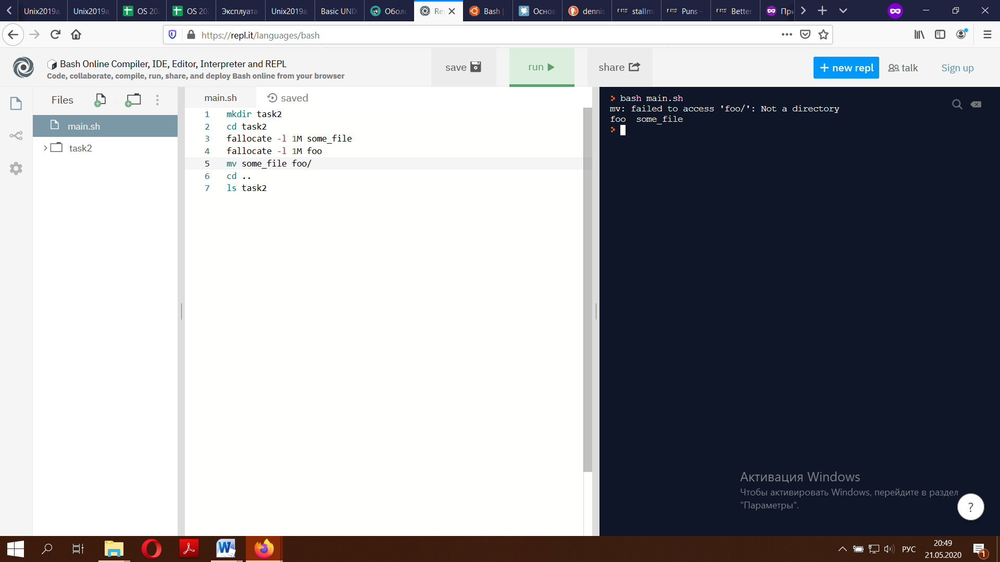 Unix2019a
Unix2019a
OS 202
OS 202
Эксплуата
Unix2019a
Basic UNIX
Оболо
Re
Bash |
Основ
dennis
stallm
Puns -
Better
При
https://repl.it/languages/bash
Bash Online Compiler, IDE, Editor, Interpreter and REPL
Code, collaborate, compile, run, share, and deploy Bash online from your browser
save
run
share
+ new repl
talk
Sign up
Files
main.sh
task2
main.sh
saved
1 mkdir task2
2 cd task2
3 fallocate -l 1M some_file
4 fallocate -l 1M foo
5 mv some_file foo/
6 cd ..
7 ls task2
> bash main.sh
mv: failed to access 'foo/': Not a directory
foo some_file
>
Активация Windows
Чтобы активировать Windows, перейдите в раздел
"Параметры".
?
W
РУС
20:49
21.05.2020
1